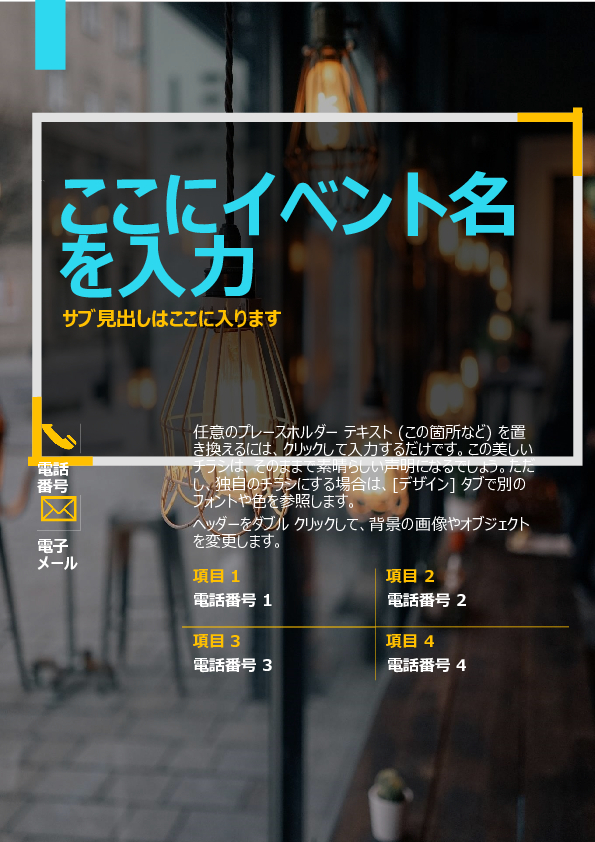 ここにイベント名
を入力
サブ見出しはここに入ります
電話
番号
電子
メール
任意のプレースホルダー テキスト (この箇所など) を置
き換えるには、クリックして入力するだけです。この美しい
チラシは、そのままで素晴らしい声明になるでしょう。ただ
し、独自のチラシにする場合は、[デザイン] タブで別の
フォントや色を参照します。
ヘッダーをダブル クリックして、背景の画像やオブジェクト
を変更します。
項目 1
電話番号 1
項目 2
電話番号 2
項目 3
電話番号 3
項目 4
電話番号 4